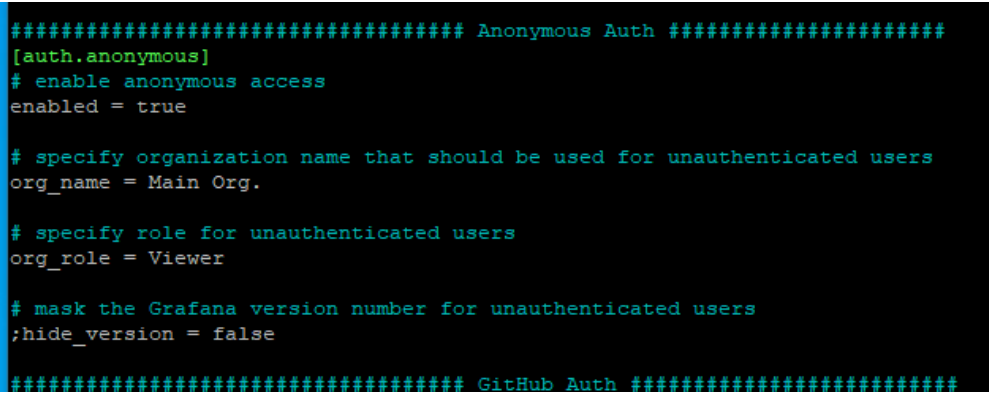 #################################### Anonymous Auth ######################
[auth.anonymous]
# enable anonymous access
enabled = true
# specify organization name that should be used for unauthenticated users
org_name = Main Org.
# specify role for unauthenticated users
org_role = Viewer
# mask the Grafana version number for unauthenticated users
;hide_version = false
#################################### GitHub Auth ##########################